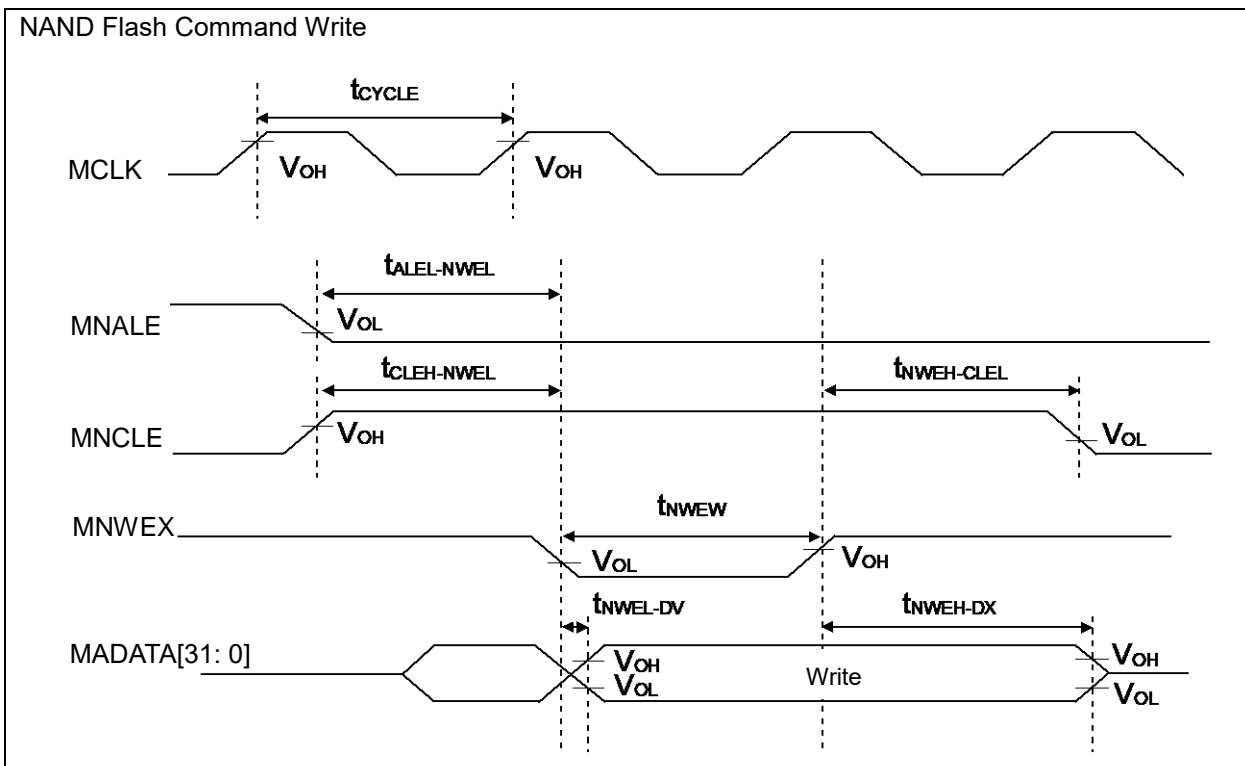 NAND Flash Command Write
tCYCLE
MCLK
VOH
VOH
tALEL-NWEL
MNALE
VOL
tCLEH-NWEL
tNWEH-CLEL
MNCLE
VOH
VOL
tNWEW
MNWEX
VOL
VOH
tNWEL-DV
tNWEH-DX
MADATA[31: 0]
VOH
VOL
Write
VOH
VOL